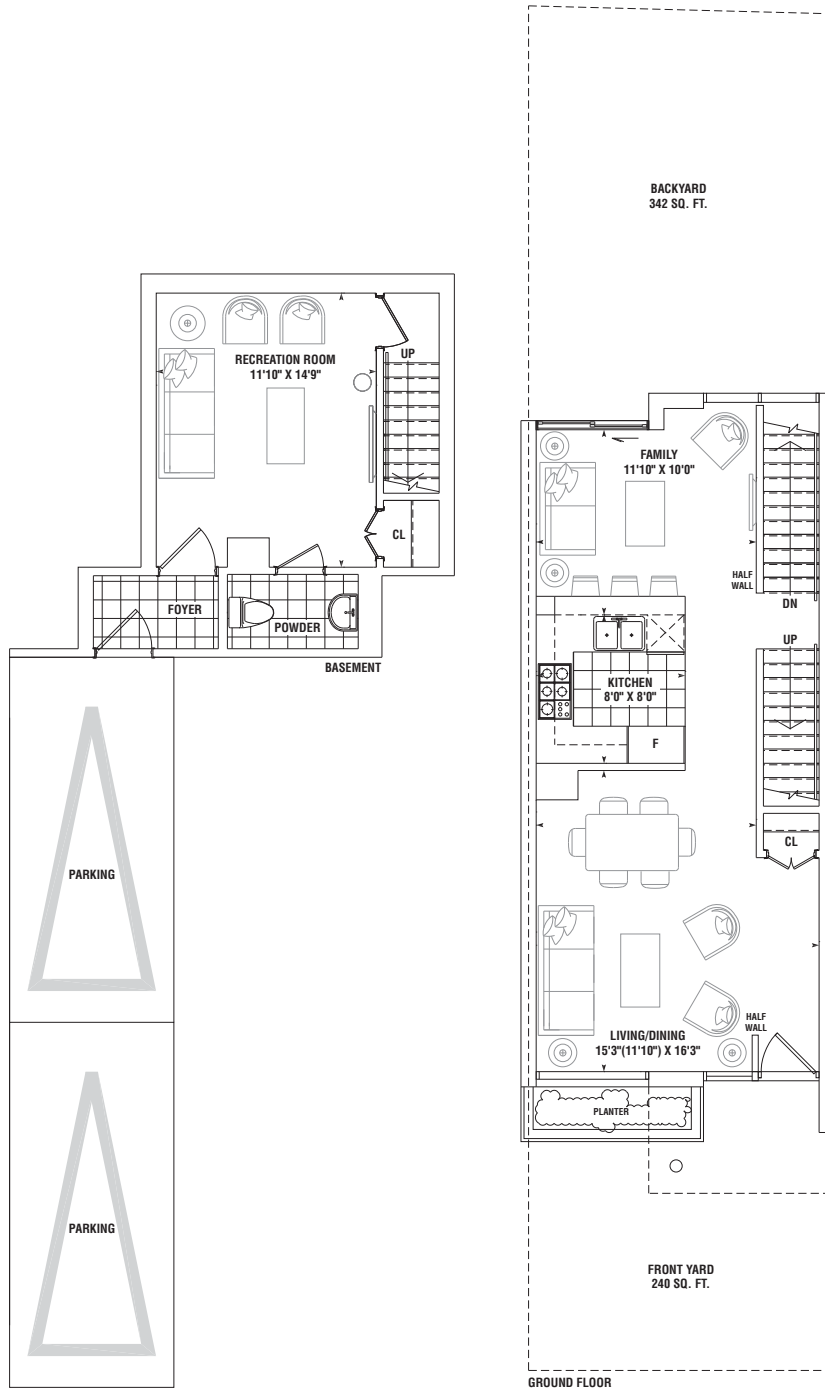 BACKYARD
342 SQ. FT.
RECREATION ROOM
11'10" X 14'9"
UP
CL
FOYER
POWDER
BASEMENT
PARKING
PARKING
FAMILY
11'10" X 10'0"
HALF
WALL
DN
UP
KITCHEN
8'0" X 8'0"
F
CL
HALF
WALL
LIVING/DINING
15'3"(11'10") X 16'3"
PLANTER
FRONT YARD
240 SQ. FT.
GROUND FLOOR